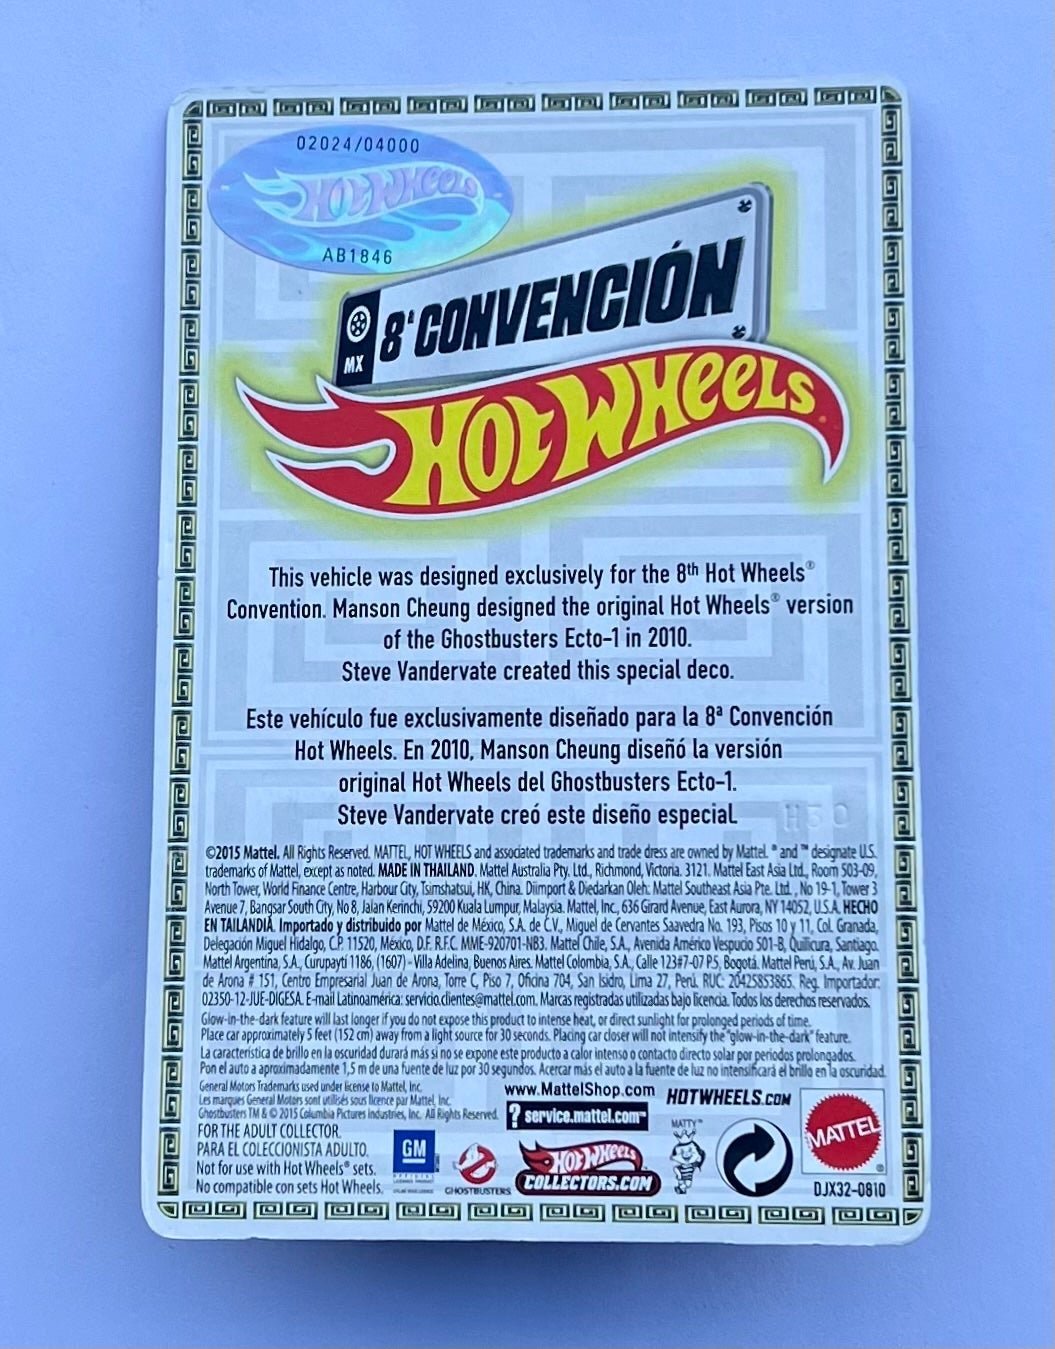 02024/04000
HOT WHEELS
AB1846
MX 8ª CONVENCIÓN
HOT WHEELS
This vehicle was designed exclusively for the 8th Hot Wheels®
Convention. Manson Cheung designed the original Hot Wheels® version
of the Ghostbusters Ecto-1 in 2010.
Steve Vandervate created this special deco.
Este vehículo fue exclusivamente diseñado para la 8ª Convención
Hot Wheels. En 2010, Manson Cheung diseñó la versión
original Hot Wheels del Ghostbusters Ecto-1.
Steve Vandervate creó este diseño especial.
H50
©2015 Mattel. All Rights Reserved. MATTEL, HOT WHEELS and associated trademarks and trade dress are owned by Mattel. ® and ™ designate U.S.
trademarks of Mattel, except as noted. MADE IN THAILAND. Mattel Australia Pty. Ltd., Richmond, Victoria. 3121. Mattel East Asia Ltd., Room 503-09,
North Tower, World Finance Centre, Harbour City, Tsimshatsui, HK, China. Diimport & Diedarkan Oleh: Mattel Southeast Asia Pte. Ltd., No 19-1, Tower 3
Avenue 7, Bangsar South City, No 8, Jalan Kerinchi, 59200 Kuala Lumpur, Malaysia. Mattel, Inc., 636 Girard Avenue, East Aurora, NY 14052, U.S.A. HECHO
EN TAILANDIA. Importado y distribuido por Mattel de México, S.A. de C.V., Miguel de Cervantes Saavedra No. 193, Pisos 10 y 11, Col. Granada,
Delegación Miguel Hidalgo, C.P. 11520, México, D.F. R.F.C. MME-920701-NB3. Mattel Chile, S.A., Avenida Américo Vespucio 501-B, Quilicura, Santiago.
Mattel Argentina, S.A., Curupaytí 1186, (1607) - Villa Adelina, Buenos Aires. Mattel Colombia, S.A., Calle 123#7-07 P.5, Bogotá. Mattel Perú, S.A., Av. Juan
de Arona # 151, Centro Empresarial Juan de Arona, Torre C, Piso 7, Oficina 704, San Isidro, Lima 27, Perú. RUC: 20425853865. Reg. Importador:
02350-12-JUE-DIGESA. E-mail Latinoamérica: servicio.clientes@mattel.com. Marcas registradas utilizadas bajo licencia. Todos los derechos reservados.
Glow-in-the-dark feature will last longer if you do not expose this product to intense heat, or direct sunlight for prolonged periods of time.
Place car approximately 5 feet (152 cm) away from a light source for 30 seconds. Placing car closer will not intensify the "glow-in-the-dark" feature.
La característica de brillo en la oscuridad durará más si no se expone este producto a calor intenso o contacto directo solar por periodos prolongados.
Pon el auto a aproximadamente 1,5 m de una fuente de luz por 30 segundos. Acercar más el auto a la fuente de luz no intensificará el brillo en la oscuridad.
General Motors Trademarks used under license to Mattel, Inc.
Les marques General Motors sont utilisés sous licence par Mattel, Inc.
Ghostbusters TM & © 2015 Columbia Pictures Industries, Inc. All Rights Reserved.
FOR THE ADULT COLLECTOR.
PARA EL COLECCIONISTA ADULTO.
Not for use with Hot Wheels® sets.
No compatible con sets Hot Wheels.
www.MattelShop.com
HOTWHEELS.COM
? service.mattel.com™
GM
GHOSTBUSTERS
HOT WHEELS
COLLECTORS.COM
MATTY™
MATTEL
®
DJX32-0810